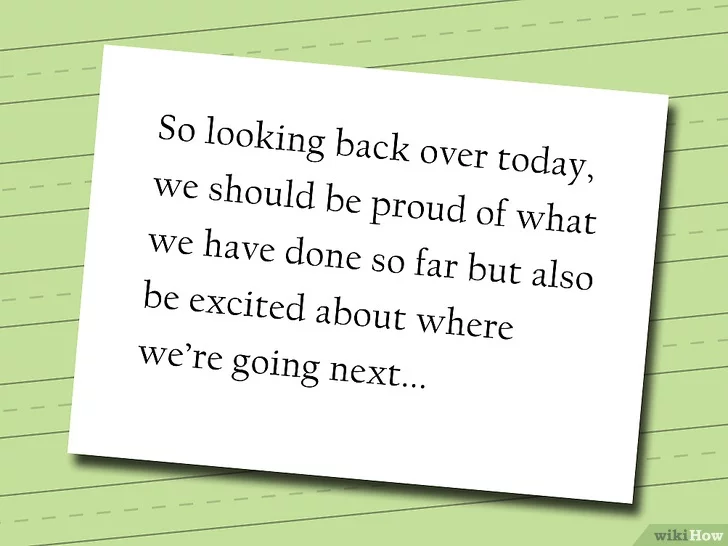 So looking back over today,
we should be proud of what
we have done so far but also
be excited about where
we’re going next...
wikiHow